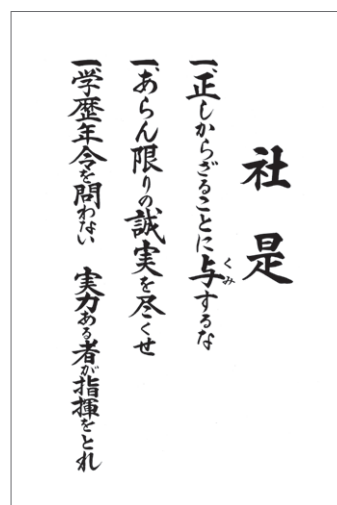 社是
一、正しからざることに与するな
くみ
一、あらん限りの誠実を尽くせ
一、学歴年令を問わない　実力ある者が指揮をとれ